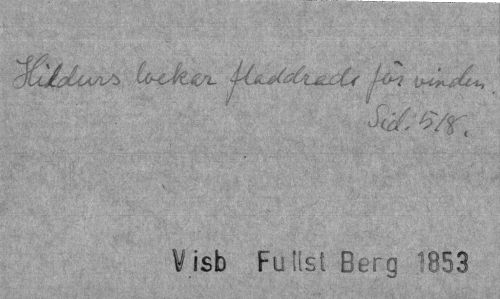 Hildurs lockar fladdrade för vinden.
Sid. 518.
Visb Fullst Berg 1853